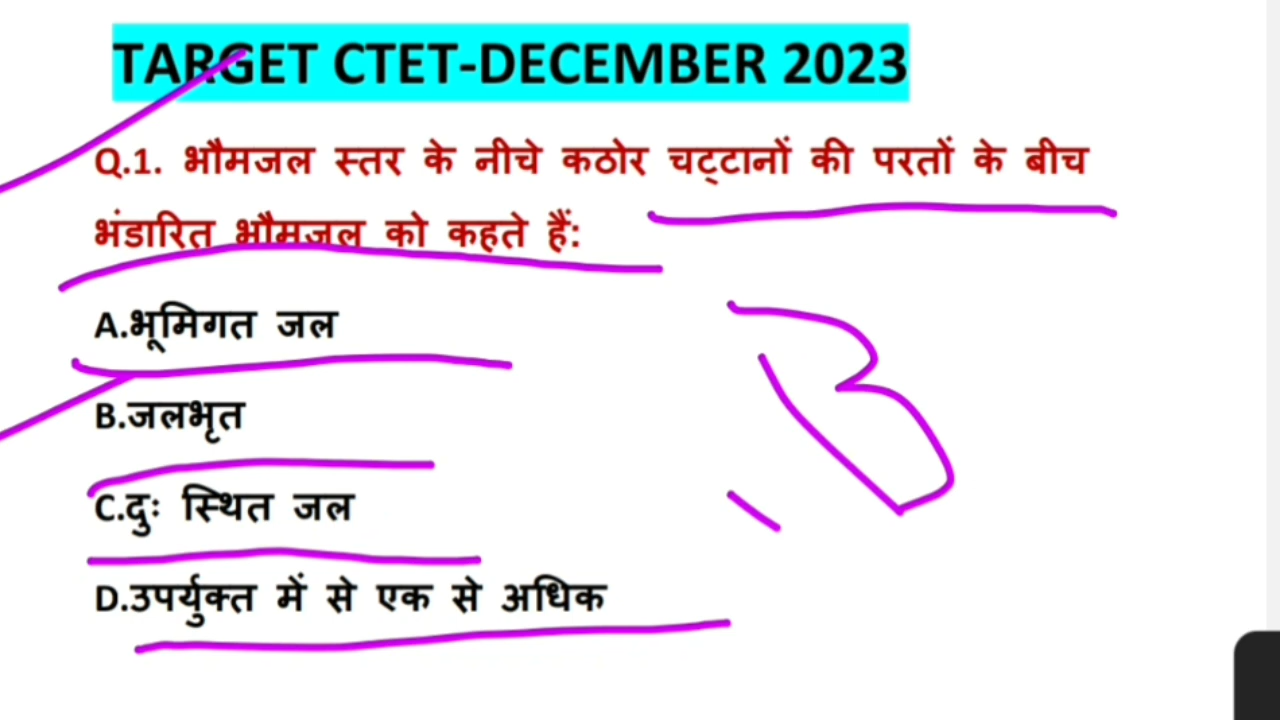 TARGET CTET-DECEMBER 2023
Q.1. भौमजल स्तर के नीचे कठोर चट्टानों की परतों के बीच
भंडारित भौमजल को कहते हैं:
A.भूमिगत जल
B.जलभृत
C.दुः स्थित जल
D.उपर्युक्त में से एक से अधिक
B